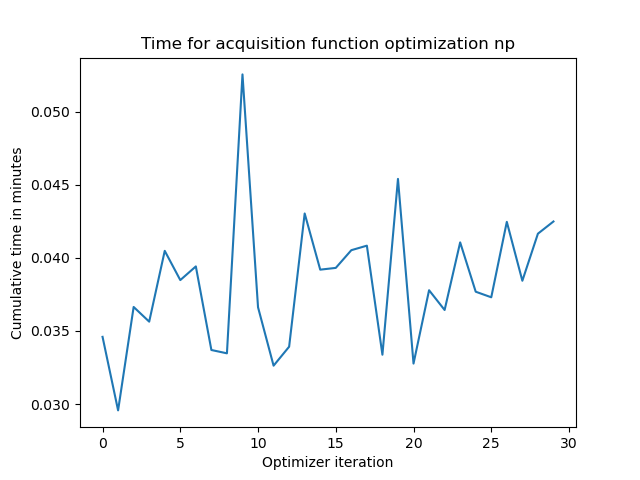 Time for acquisition function optimization np
Cumulative time in minutes
0.050
0.045
0.040
0.035
0.030
0 5 10 15 20 25 30
Optimizer iteration